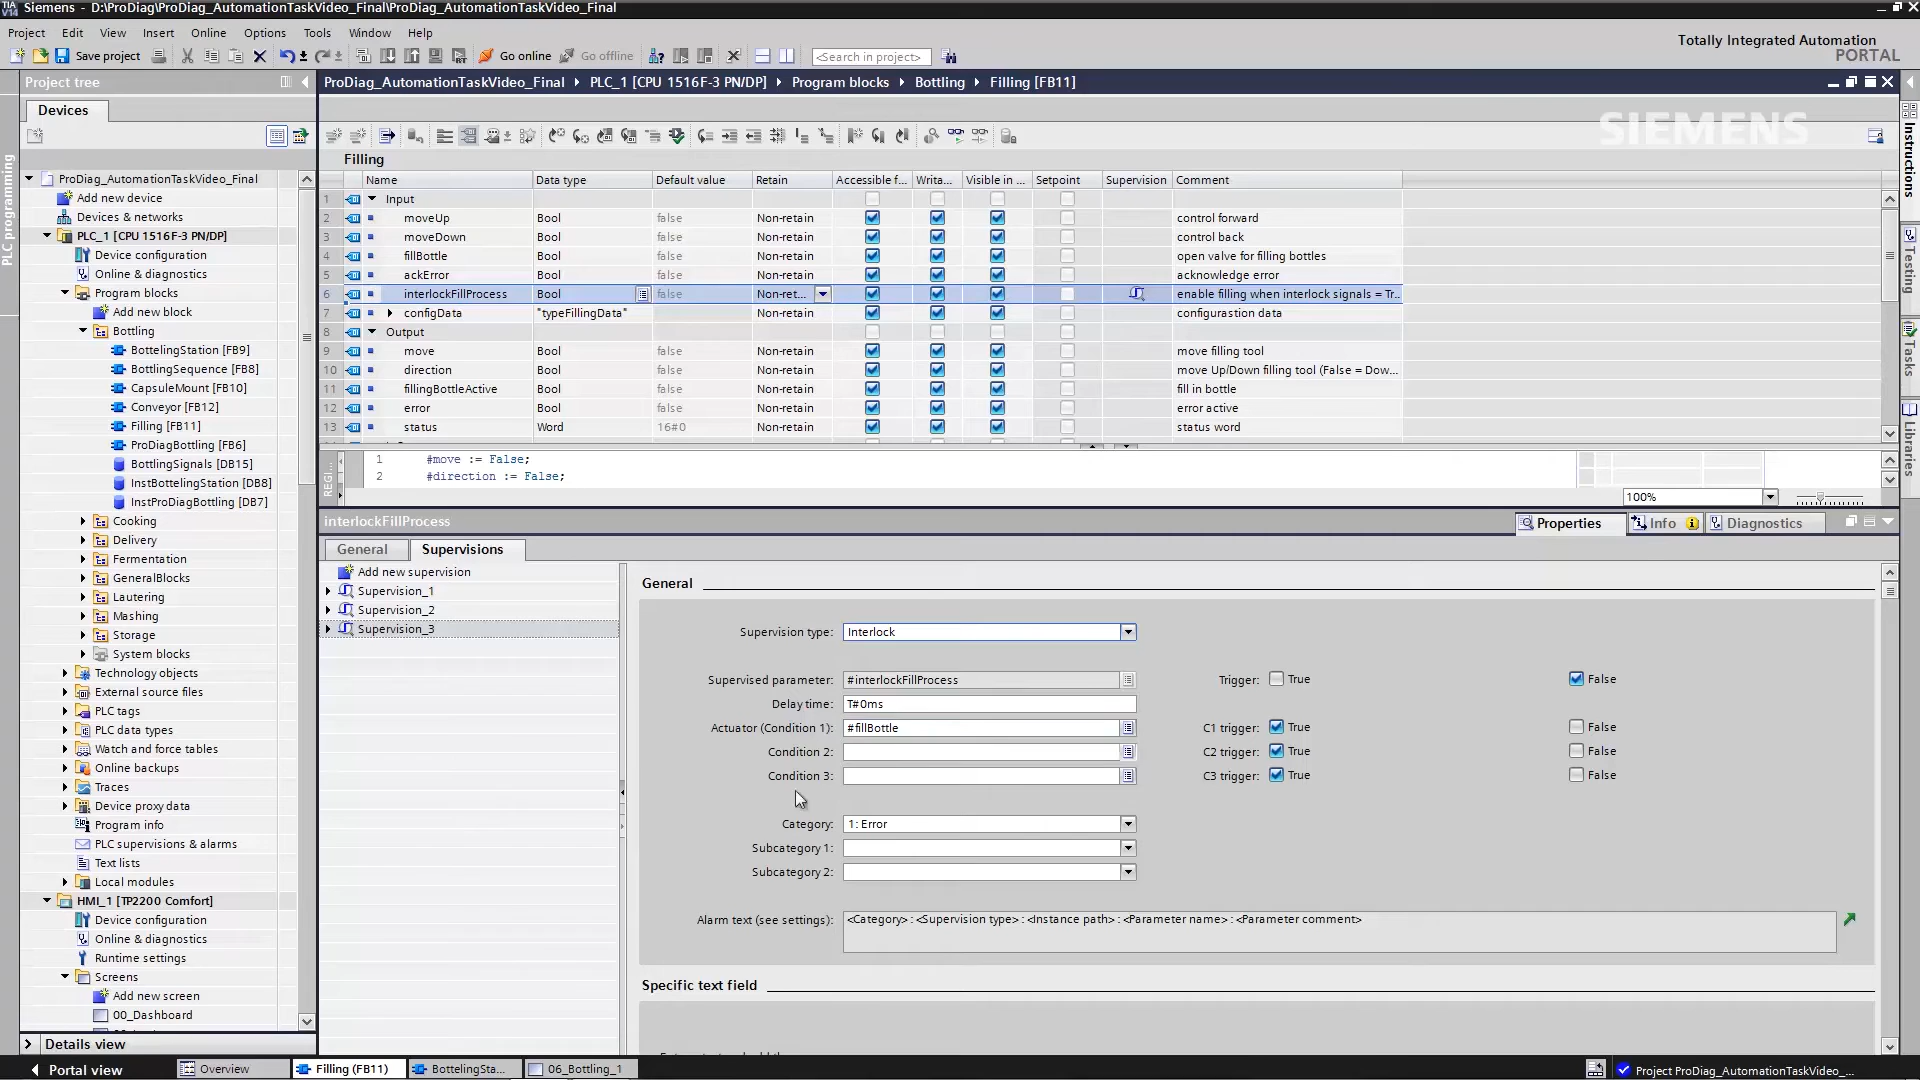 Siemens - D:\ProDiag\ProDiag_AutomationTaskVideo_Final\ProDiag_AutomationTaskVideo_Final
Project Edit View Insert Online Options Tools Window Help
Totally Integrated Automation
PORTAL
Save project
Go online
Go offline
<Search in project>
Project tree
ProDiag_AutomationTaskVideo_Final
PLC_1 [CPU 1516F-3 PN/DP]
Program blocks
Bottling
Filling [FB11]
Devices
SIEMENS
PLC programming
Instructions
Testing
Tasks
Libraries
ProDiag_AutomationTaskVideo_Final
Add new device
Devices & networks
PLC_1 [CPU 1516F-3 PN/DP]
Device configuration
Online & diagnostics
Program blocks
Add new block
Bottling
BottelingStation [FB9]
BottlingSequence [FB8]
CapsuleMount [FB10]
Conveyor [FB12]
Filling [FB11]
ProDiagBottling [FB6]
BottlingSignals [DB15]
InstBottelingStation [DB8]
InstProDiagBottling [DB7]
Cooking
Delivery
Fermentation
GeneralBlocks
Lautering
Mashing
Storage
System blocks
Technology objects
External source files
PLC tags
PLC data types
Watch and force tables
Online backups
Traces
Device proxy data
Program info
PLC supervisions & alarms
Text lists
Local modules
HMI_1 [TP2200 Comfort]
Device configuration
Online & diagnostics
Runtime settings
Screens
Add new screen
00_Dashboard
Details view
Filling
Name Data type Default value Retain Accessible f... Writa... Visible in ... Setpoint Supervision Comment
1 Input
2 moveUp Bool false Non-retain control forward
3 moveDown Bool false Non-retain control back
4 fillBottle Bool false Non-retain open valve for filling bottles
5 ackError Bool false Non-retain acknowledge error
6 interlockFillProcess Bool false Non-ret... enable filling when interlock signals = Tr...
7 configData "typeFillingData" Non-retain configurastion data
8 Output
9 move Bool false Non-retain move filling tool
10 direction Bool false Non-retain move Up/Down filling tool (False = Dow...
11 fillingBottleActive Bool false Non-retain fill in bottle
12 error Bool false Non-retain error active
13 status Word 16#0 Non-retain status word
REGI...
1 #move := False;
2 #direction := False;
100%
interlockFillProcess
Properties
Info
Diagnostics
General
Supervisions
Add new supervision
Supervision_1
Supervision_2
Supervision_3
General
Supervision type: Interlock
Supervised parameter: #interlockFillProcess Trigger: True False
Delay time: T#0ms
Actuator (Condition 1): #fillBottle C1 trigger: True False
Condition 2: C2 trigger: True False
Condition 3: C3 trigger: True False
Category: 1: Error
Subcategory 1:
Subcategory 2:
Alarm text (see settings): <Category> : <Supervision type> : <Instance path> : <Parameter name> : <Parameter comment>
Specific text field
Portal view
Overview
Filling (FB11)
BottelingSta...
06_Bottling_1
Project ProDiag_AutomationTaskVideo_...